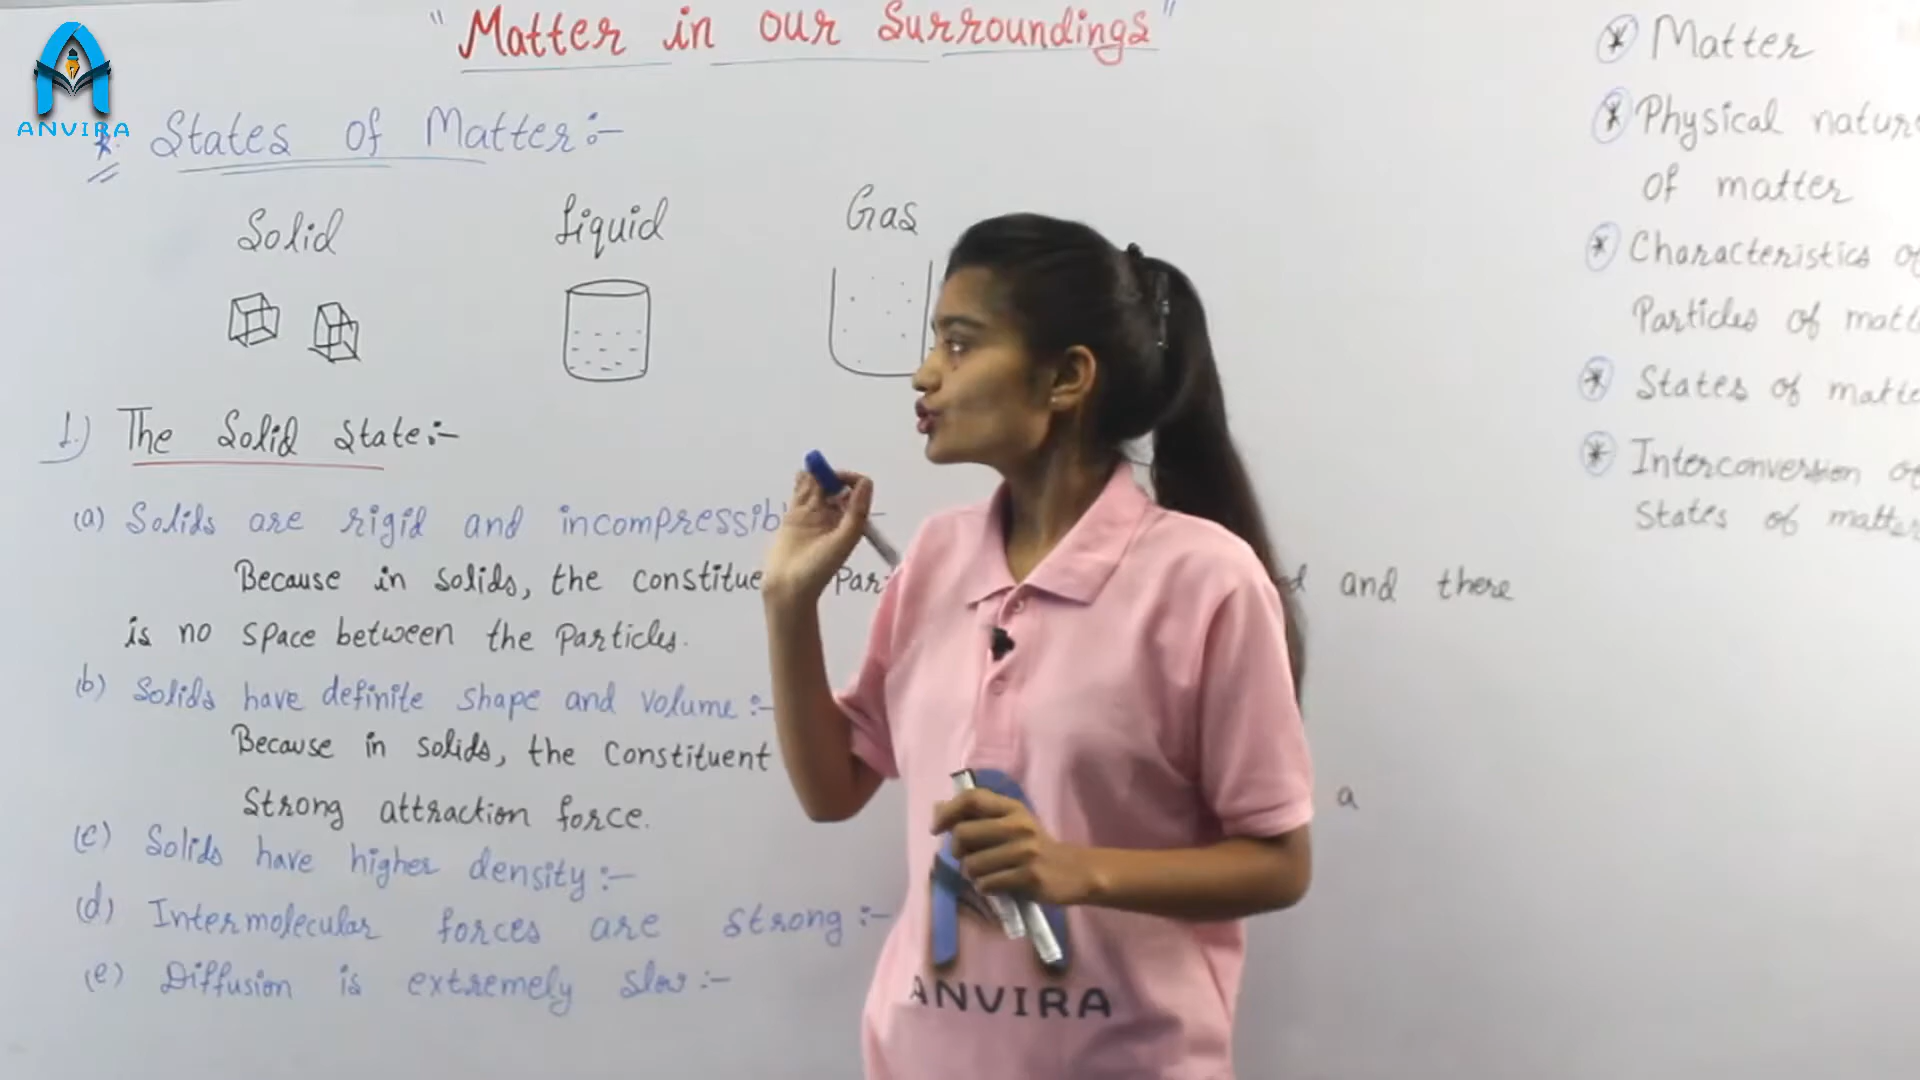 ANVIRA
"Matter in our Surroundings"
* States of Matter:-
Solid
Liquid
Gas
1.) The Solid State:-
(a) Solids are rigid and
Because in solids, the and there
is no space between the Particles.
(b) Solids have definite shape and volume:-
Because in solids, the Constituent a
Strong attraction force.
(c) Solids have higher density:-
(d) Intermolecular forces are strong:-
(e) Diffusion is extremely slow:-
* Matter
* Physical
of matter
* Characteristics
Particles of
* States of
* Interconversion
States of matter
ANVIRA